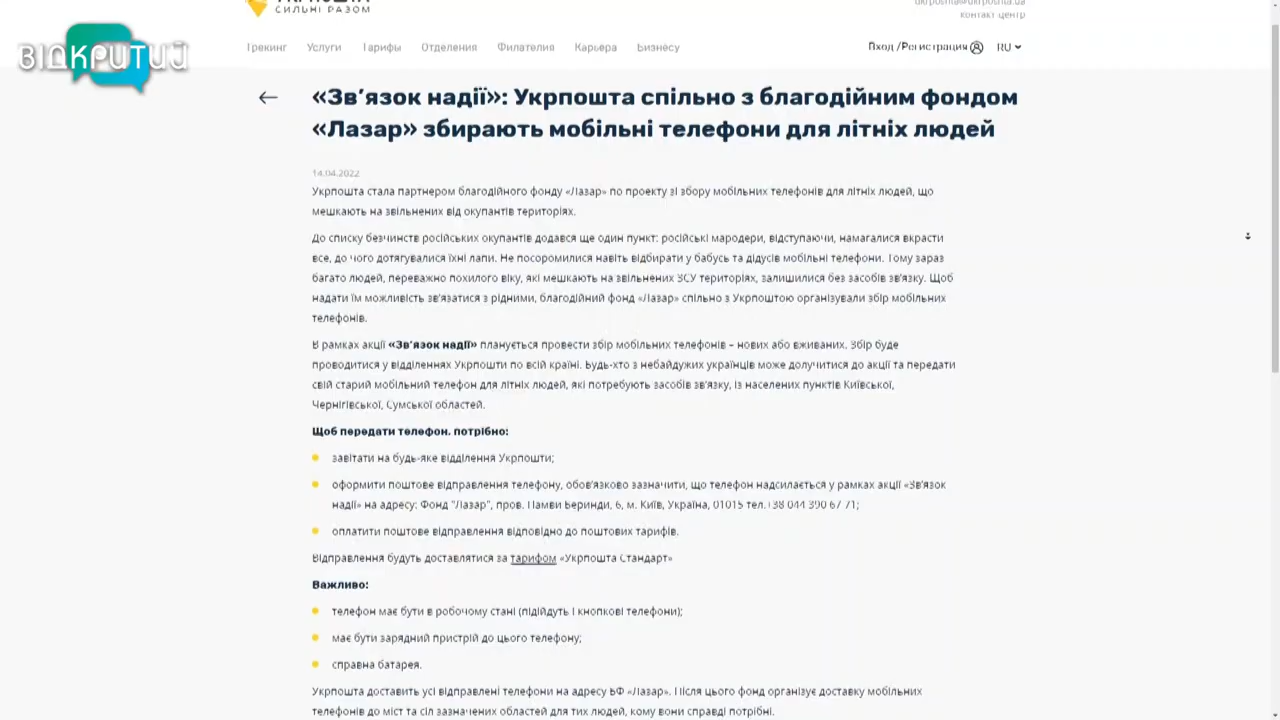 СИЛЬНІ РАЗОМ
ukrposhta@ukrposhta.ua
контакт центр
ВІДКРИТИЙ
Трекинг Услуги Тарифы Отделения Филателия Карьера Бизнесу
Вход /Регистрация RU
«Зв’язок надії»: Укрпошта спільно з благодійним фондом
«Лазар» збирають мобільні телефони для літніх людей
14.04.2022
Укрпошта стала партнером благодійного фонду «Лазар» по проекту зі збору мобільних телефонів для літніх людей, що
мешкають на звільнених від окупантів територіях.
До списку безчинств російських окупантів додався ще один пункт: російські мародери, відступаючи, намагалися вкрасти
все, до чого дотягувалися їхні лапи. Не посоромилися навіть відбирати у бабусь та дідусів мобільні телефони. Тому зараз
багато людей, переважно похилого віку, які мешкають на звільнених ЗСУ територіях, залишилися без засобів зв’язку. Щоб
надати їм можливість зв’язатися з рідними, благодійний фонд «Лазар» спільно з Укрпоштою організували збір мобільних
телефонів.
В рамках акції «Зв’язок надії» планується провести збір мобільних телефонів – нових або вживаних. Збір буде
проводитися у відділеннях Укрпошти по всій країні. Будь-хто з небайдужих українців може долучитися до акції та передати
свій старий мобільний телефон для літніх людей, які потребують засобів зв’язку, із населених пунктів Київської,
Чернігівської, Сумської областей.
Щоб передати телефон, потрібно:
завітати на будь-яке відділення Укрпошти;
оформити поштове відправлення телефону, обов’язково зазначити, що телефон надсилається у рамках акції «Зв’язок
надії» на адресу: Фонд "Лазар", пров. Памви Беринди, 6, м. Київ, Україна, 01015 тел.+38 044 390 67 71;
оплатити поштове відправлення відповідно до поштових тарифів.
Відправлення будуть доставлятися за тарифом «Укрпошта Стандарт»
Важливо:
телефон має бути в робочому стані (підійдуть і кнопкові телефони);
має бути зарядний пристрій до цього телефону;
справна батарея.
Укрпошта доставить усі відправлені телефони на адресу БФ «Лазар». Після цього фонд організує доставку мобільних
телефонів до міст та сіл зазначених областей для тих людей, кому вони справді потрібні.